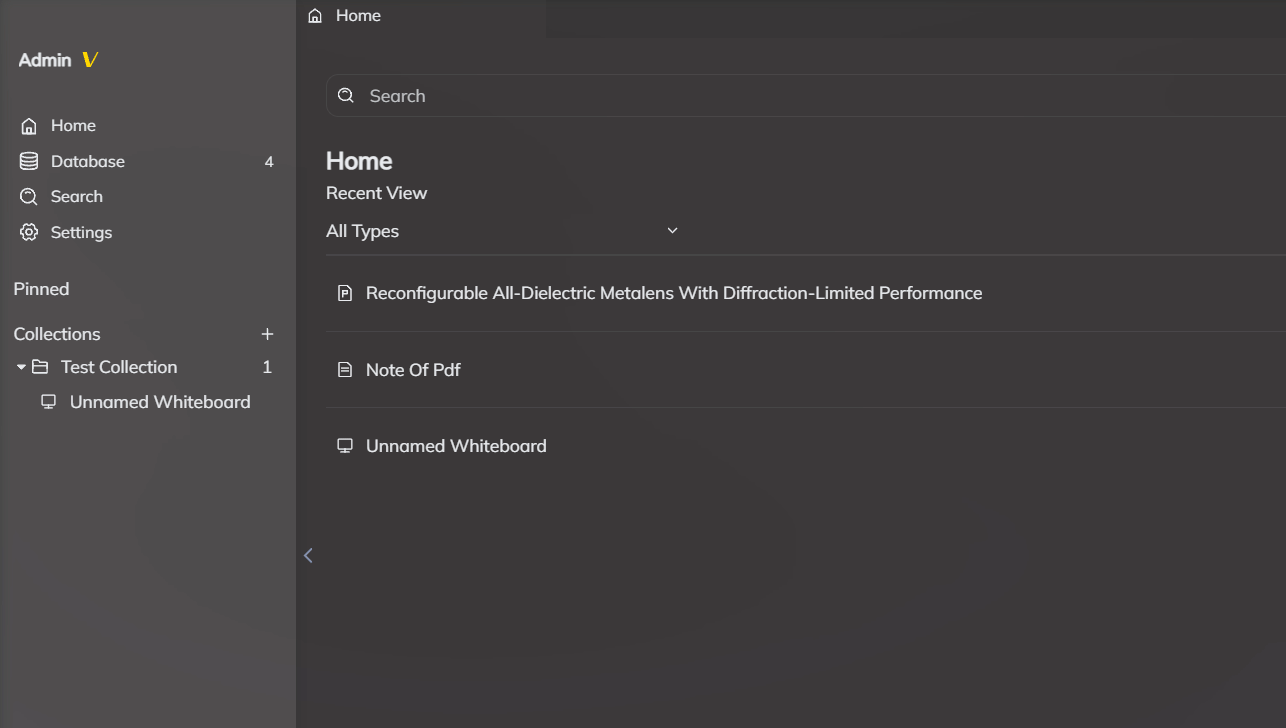 Home
Admin V
Search
Home
Database 4
Search
Settings
Home
Recent View
All Types
Pinned
Reconfigurable All-Dielectric Metalens With Diffraction-Limited Performance
Collections +
Test Collection 1
Note Of Pdf
Unnamed Whiteboard
Unnamed Whiteboard